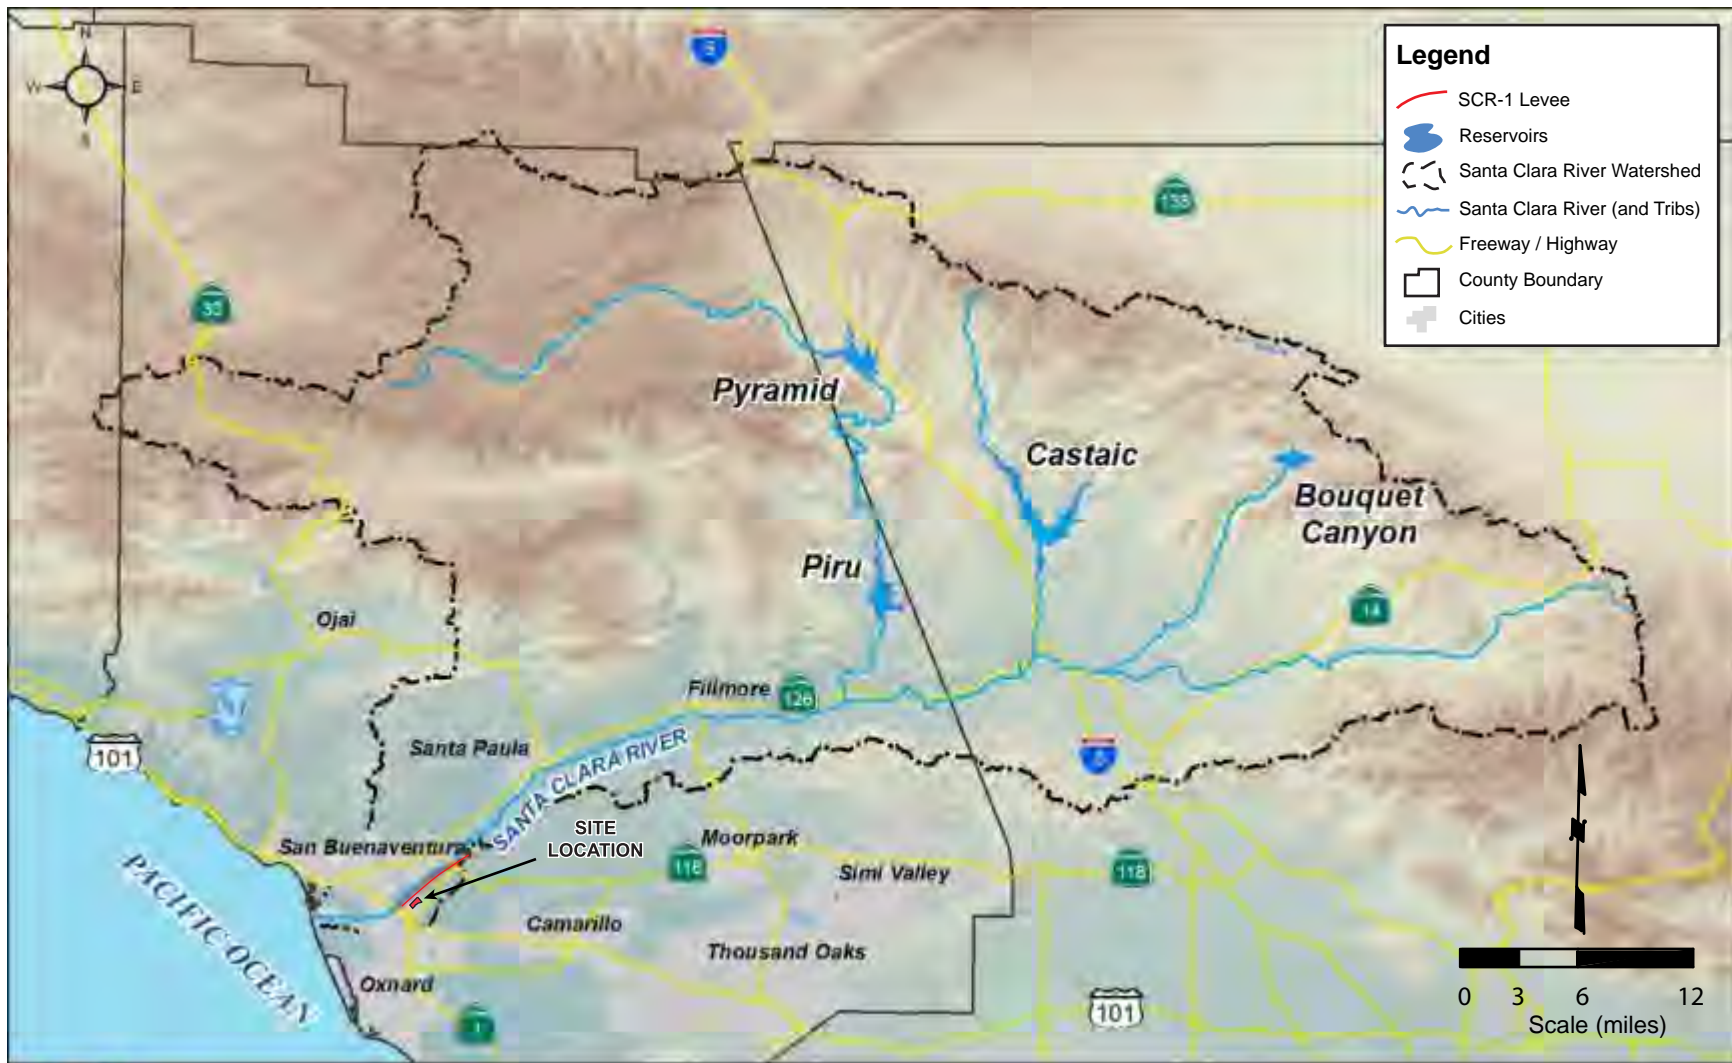 N
W
E
S
5
Legend
SCR-1 Levee
Reservoirs
Santa Clara River Watershed
Santa Clara River (and Tribs)
Freeway / Highway
County Boundary
Cities
138
33
Pyramid
Castaic
Bouquet
Canyon
Piru
14
Ojai
Fillmore
126
101
Santa Paula
SANTA CLARA RIVER
5
SITE
LOCATION
San Buenaventura
Moorpark
118
118
Simi Valley
PACIFIC OCEAN
Camarillo
Thousand Oaks
Oxnard
1
101
N
0 3 6 12
Scale (miles)